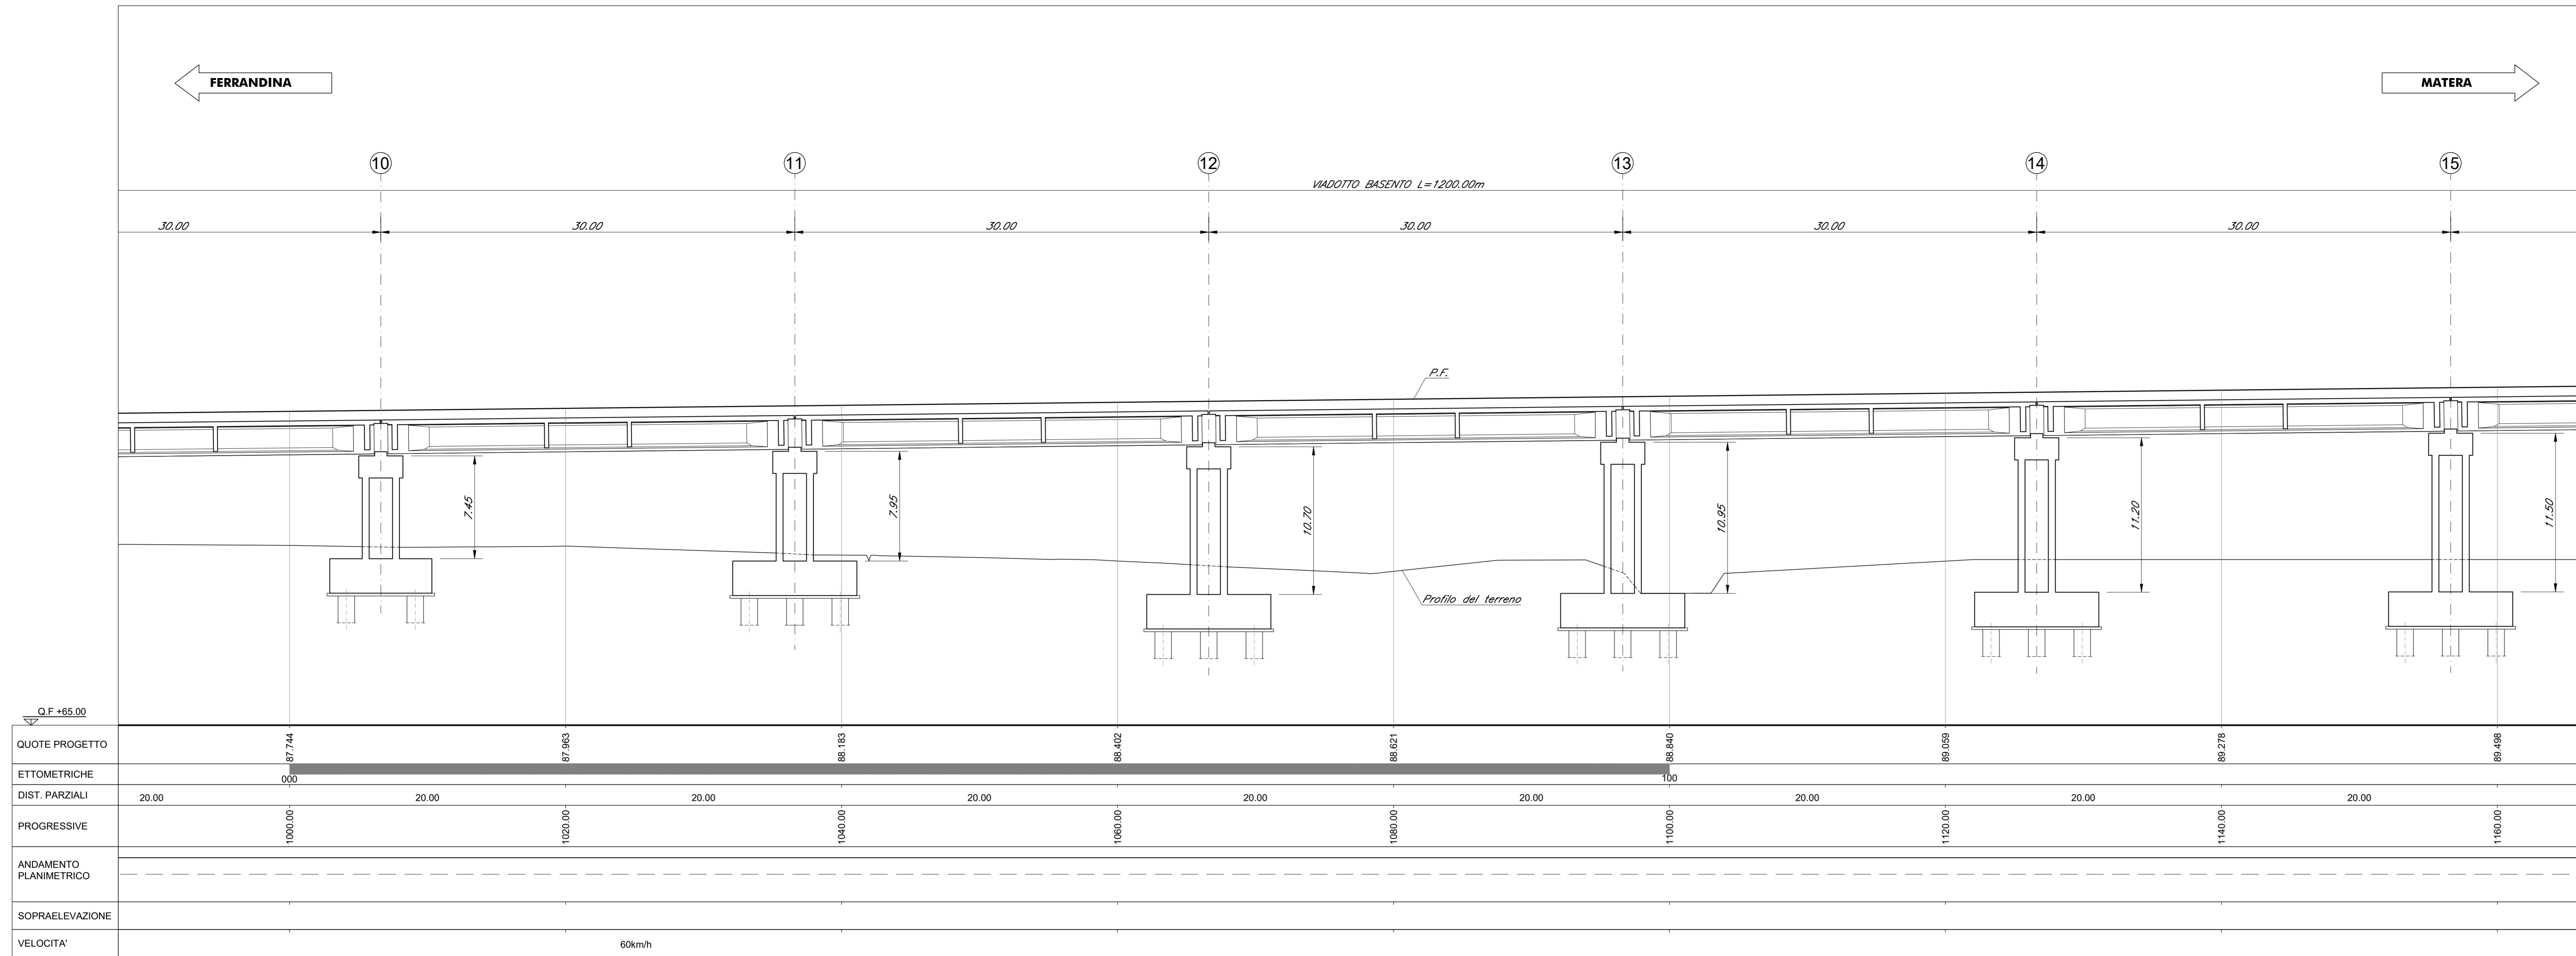 FERRANDINA
MATERA
10 11 12 13 14 15
VIADOTTO BASENTO L=1200.00m
30.00 30.00 30.00 30.00 30.00 30.00
P.F.
7.45 7.95 10.70 10.95 11.20 11.50
Profilo del terreno
Q.F +65.00
QUOTE PROGETTO 87.744 87.963 88.183 88.402 88.621 88.840 89.059 89.278 89.498
ETTOMETRICHE 000 100
DIST. PARZIALI 20.00 20.00 20.00 20.00 20.00 20.00 20.00 20.00 20.00
PROGRESSIVE 1000.00 1020.00 1040.00 1060.00 1080.00 1100.00 1120.00 1140.00 1160.00
ANDAMENTO
PLANIMETRICO
SOPRAELEVAZIONE
VELOCITA' 60km/h